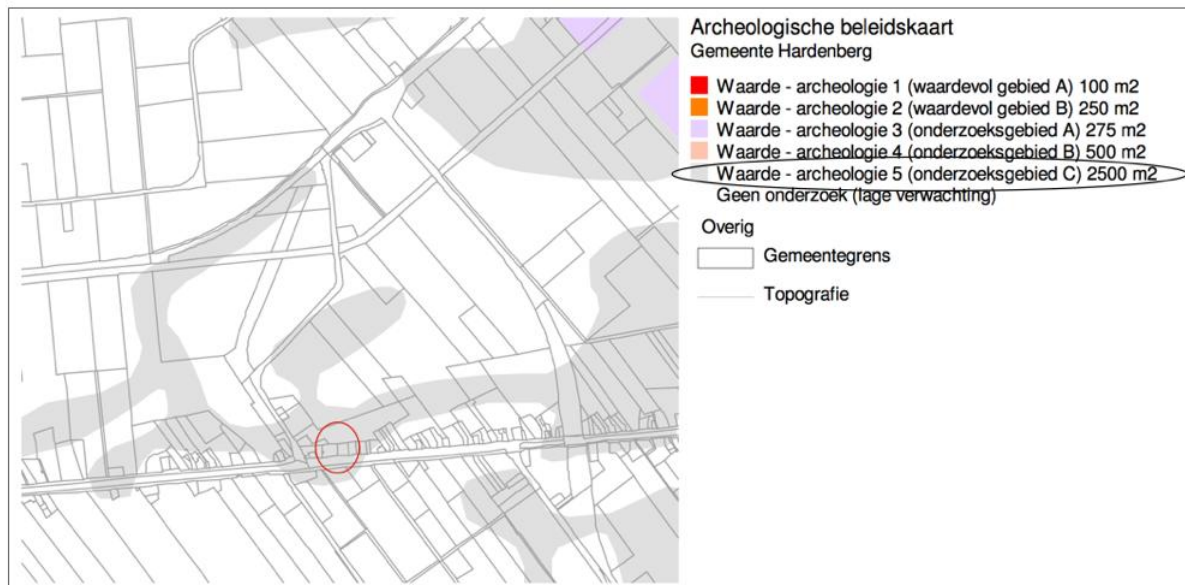 Archeologische beleidskaart
Gemeente Hardenberg
Waarde - archeologie 1 (waardevol gebied A) 100 m2
Waarde - archeologie 2 (waardevol gebied B) 250 m2
Waarde - archeologie 3 (onderzoeksgebied A) 275 m2
Waarde - archeologie 4 (onderzoeksgebied B) 500 m2
Waarde - archeologie 5 (onderzoeksgebied C) 2500 m2
Geen onderzoek (lage verwachting)
Overig
Gemeentegrens
Topografie